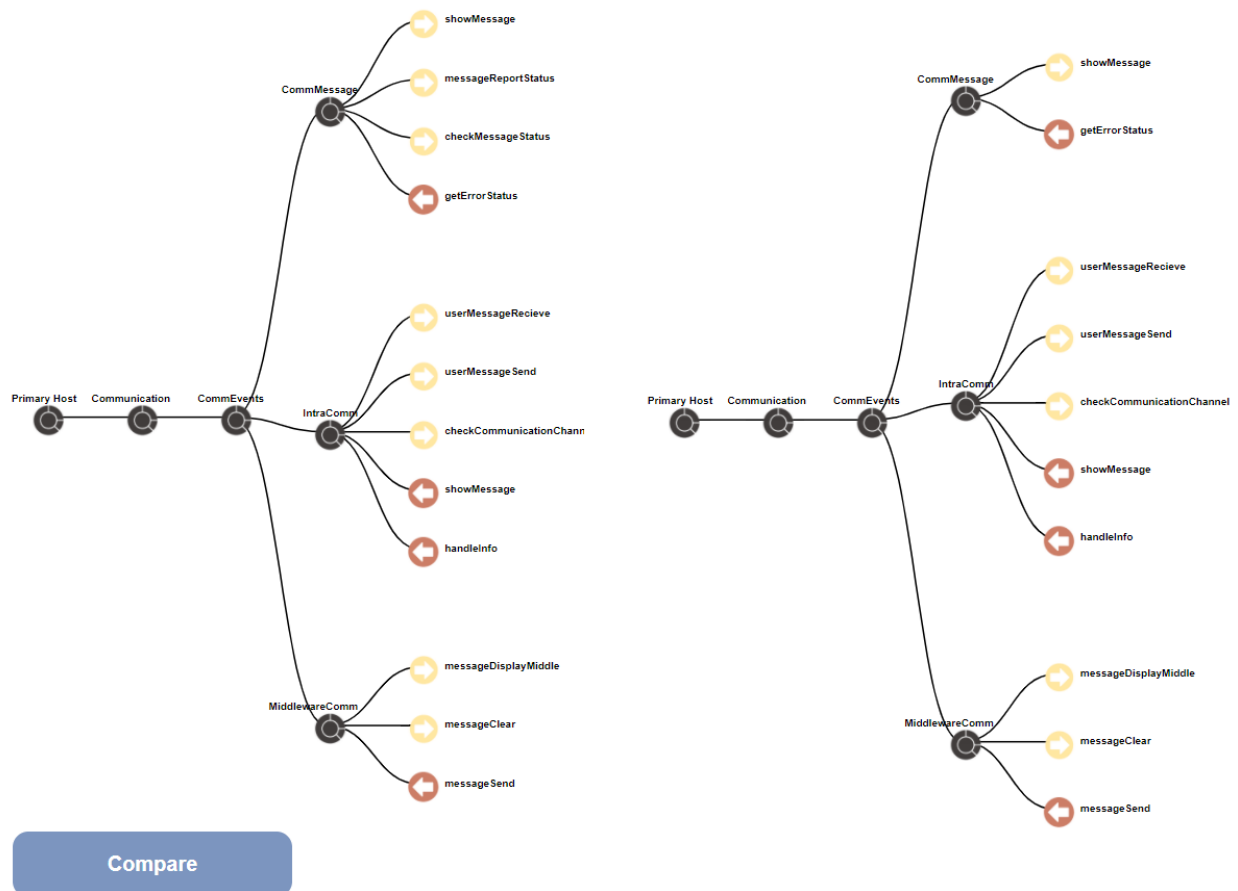 showMessage
messageReportStatus
CommMessage
checkMessageStatus
getErrorStatus
userMessageRecieve
userMessageSend
Primary Host
Communication
CommEvents
IntraComm
checkCommunicationChann
showMessage
handleInfo
messageDisplayMiddle
MiddlewareComm
messageClear
messageSend
Compare
showMessage
CommMessage
getErrorStatus
userMessageRecieve
userMessageSend
IntraComm
Primary Host
Communication
CommEvents
checkCommunicationChannel
showMessage
handleInfo
messageDisplayMiddle
MiddlewareComm
messageClear
messageSend